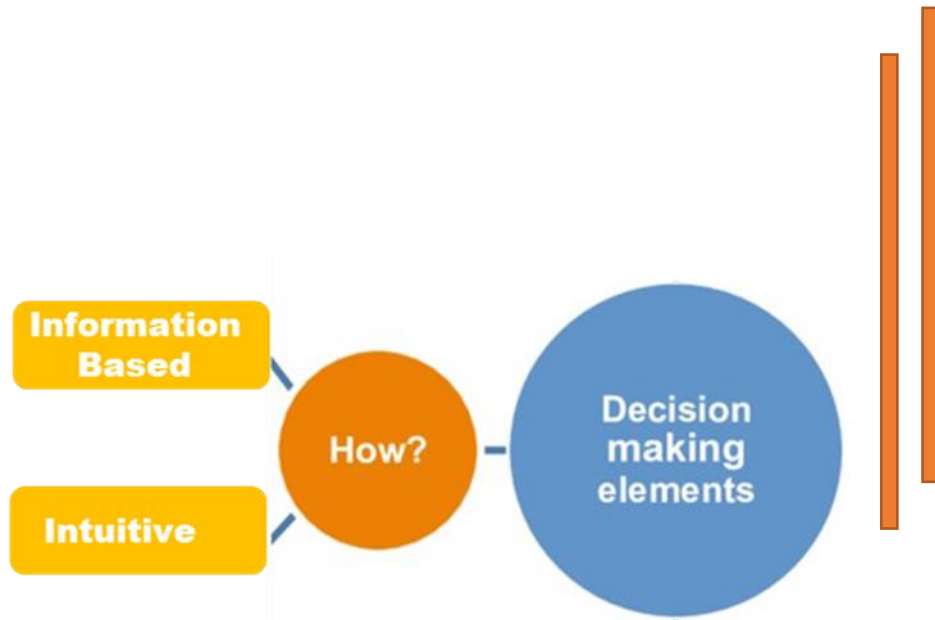 Information
Based
Intuitive
How?
Decision
making
elements